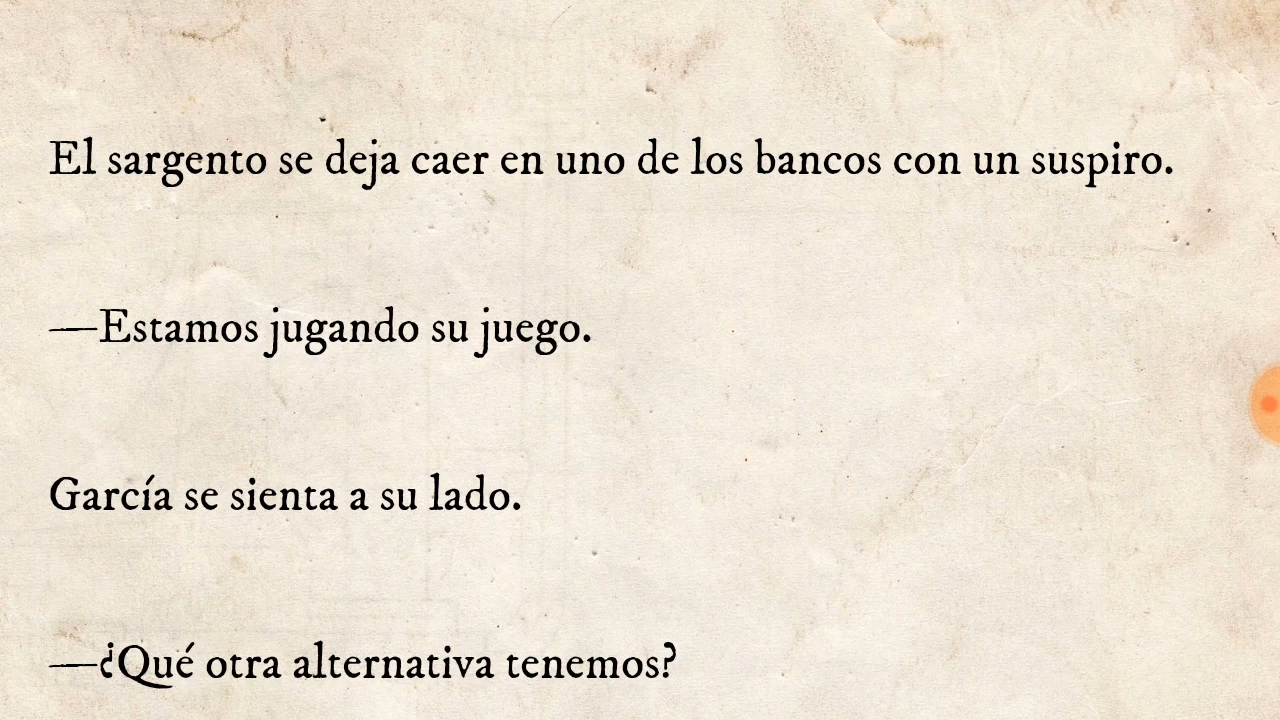 El sargento se deja caer en uno de los bancos con un suspiro.
—Estamos jugando su juego.
García se sienta a su lado.
—¿Qué otra alternativa tenemos?